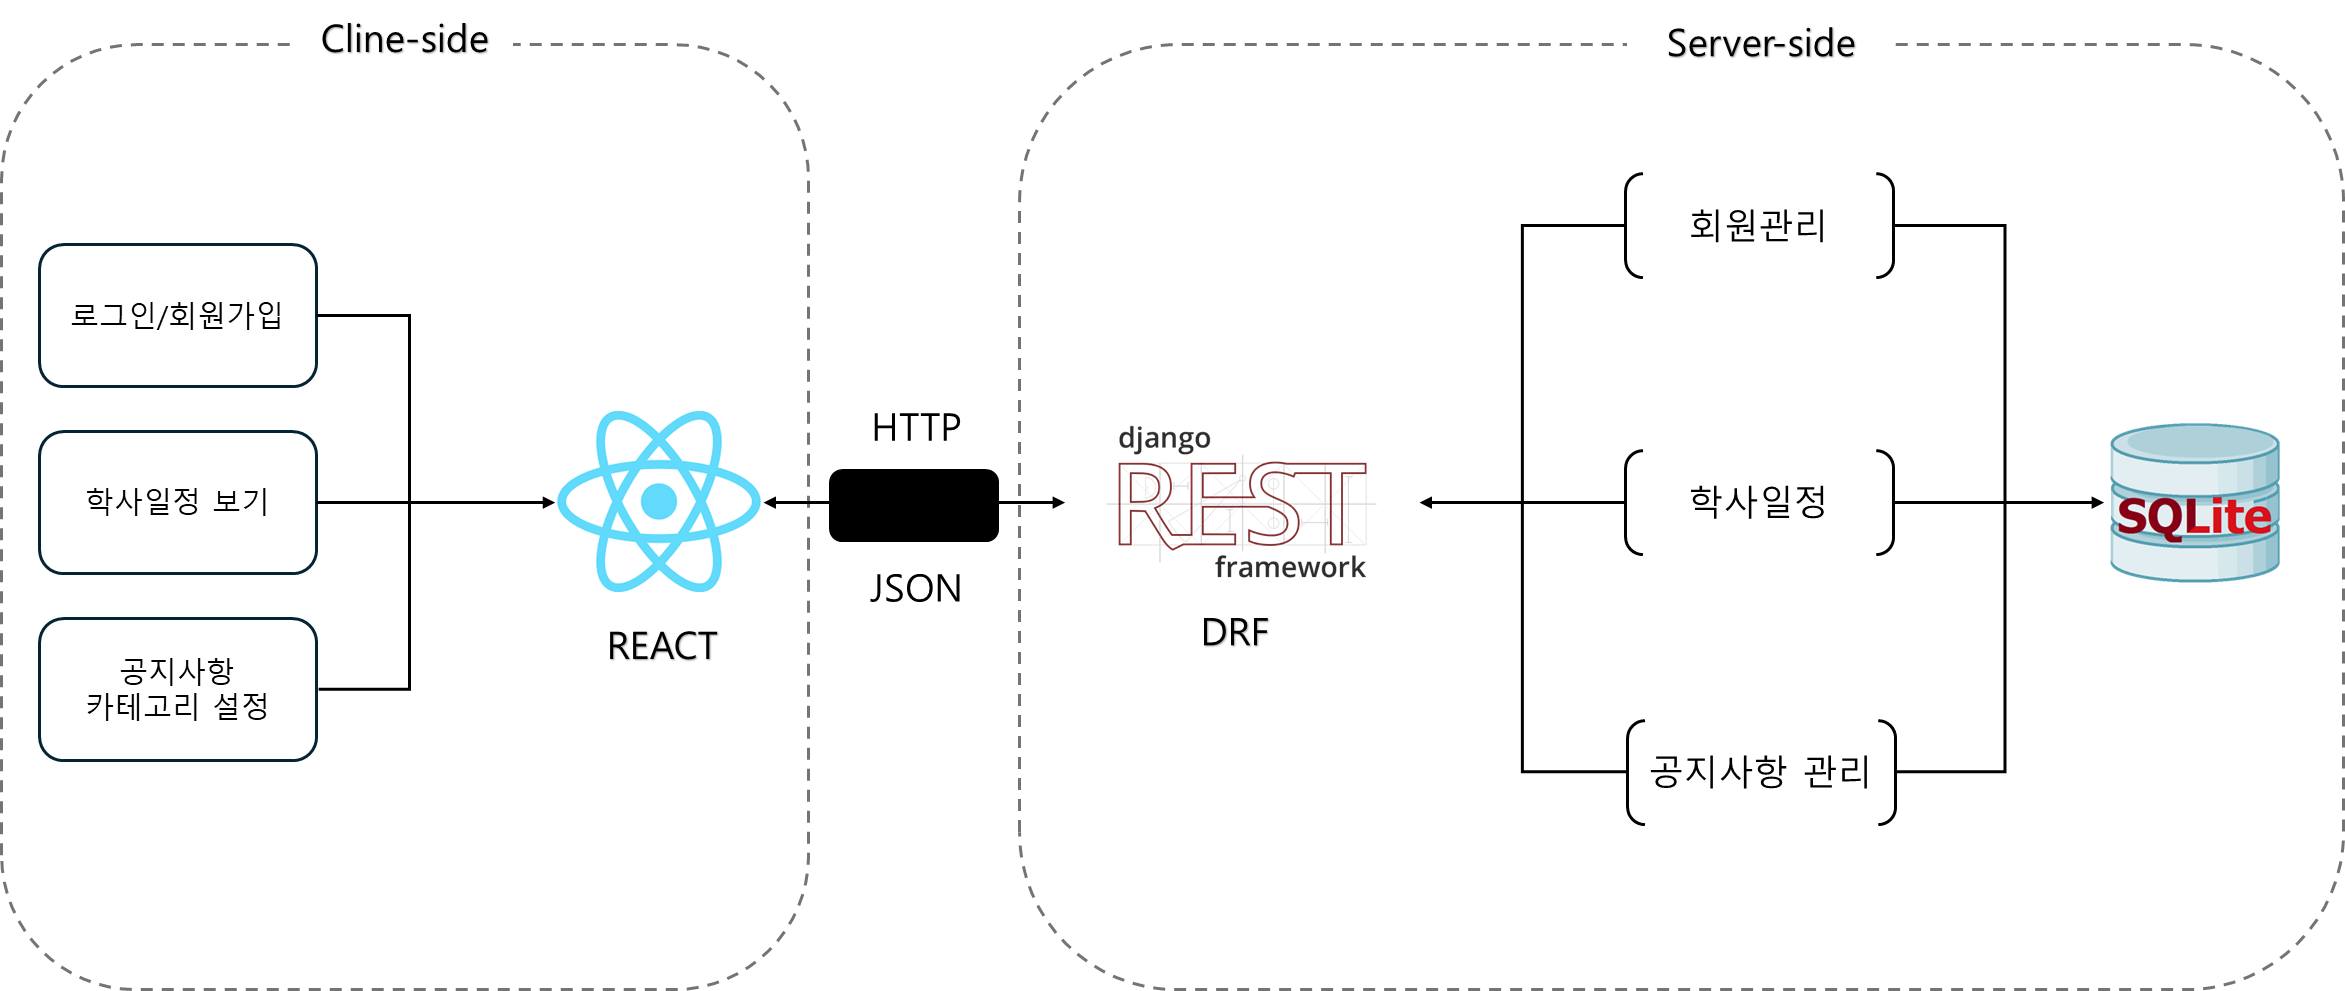 Cline-side
로그인/회원가입
학사일정 보기
공지사항
카테고리 설정
REACT
HTTP
JSON
Server-side
django
REST
framework
DRF
회원관리
학사일정
공지사항 관리
SQLite